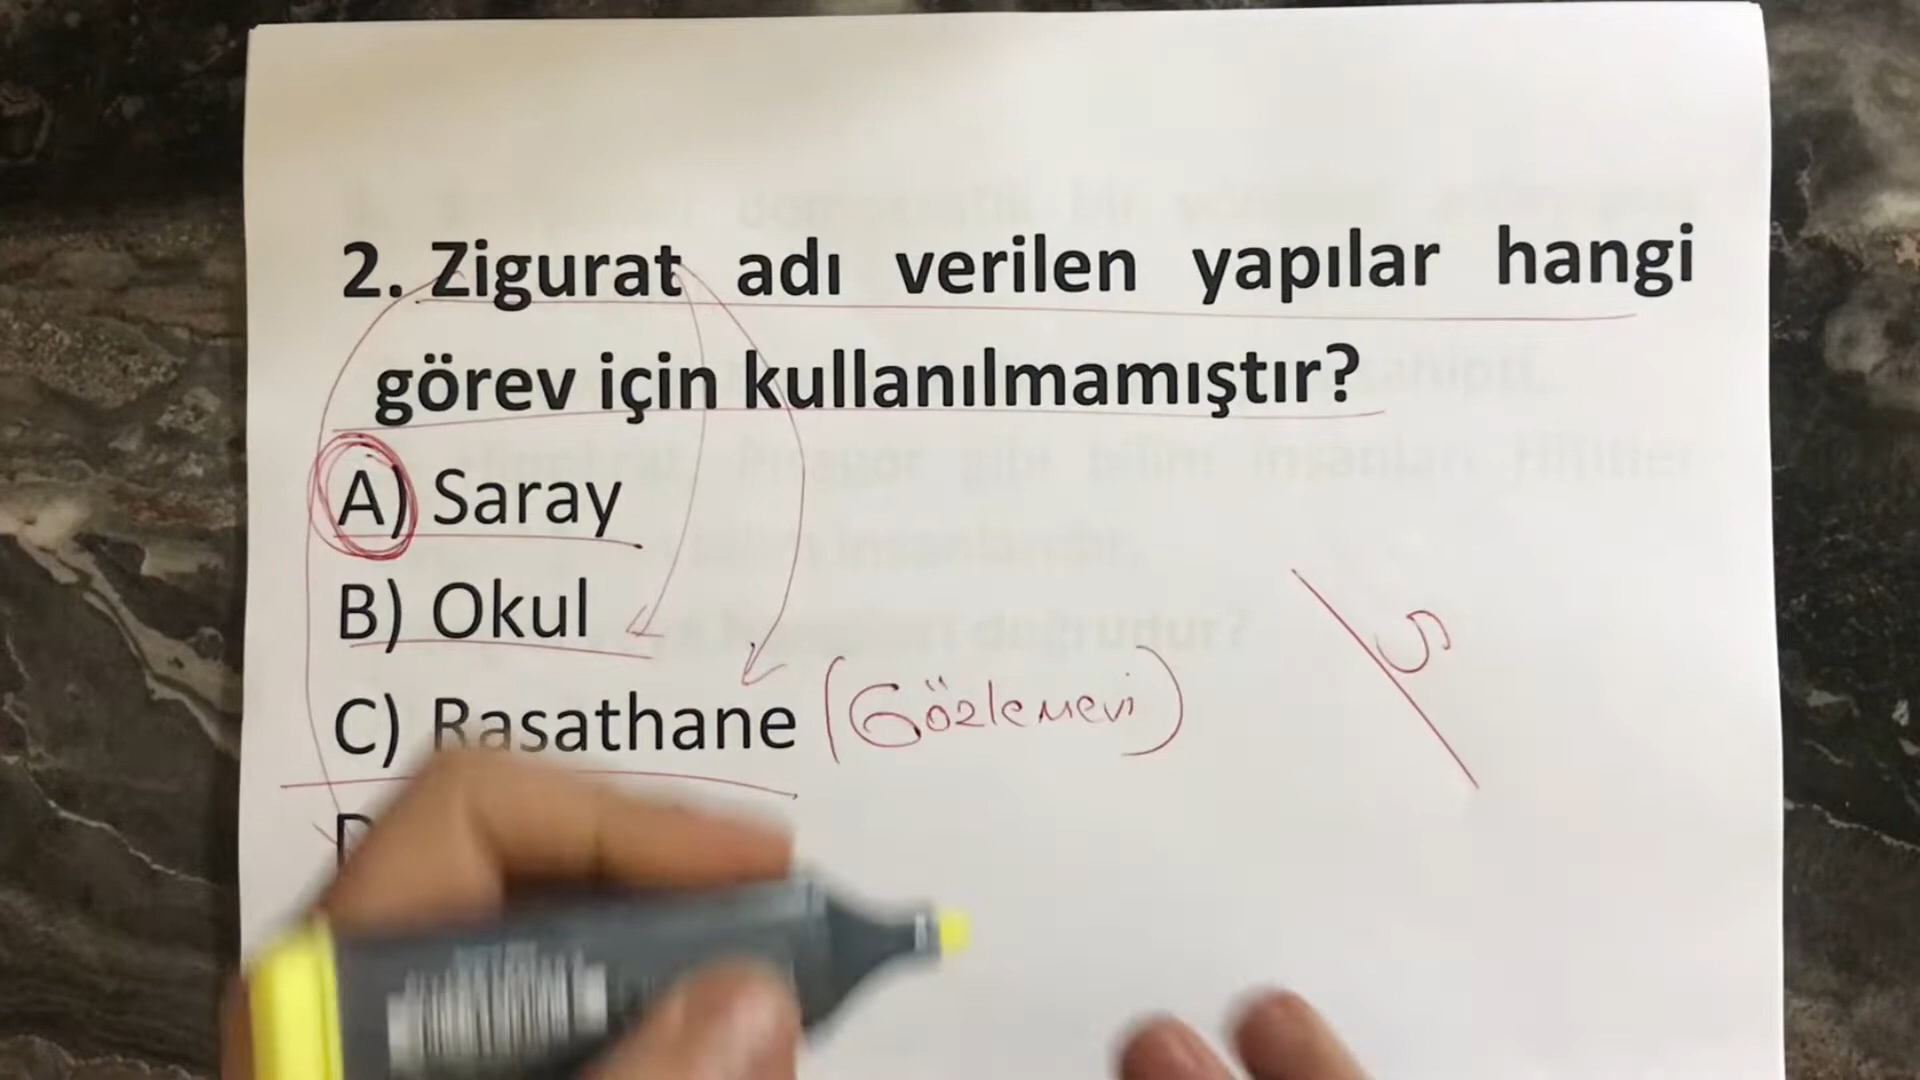 2. Zigurat adı verilen yapılar hangi
görev için kullanılmamıştır?
A) Saray
B) Okul
C) Rasathane (Gözlemevi)